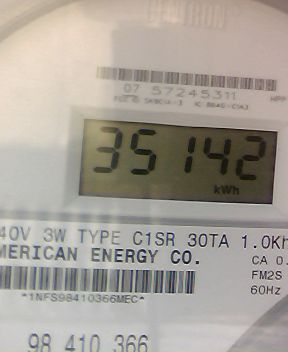 CENTRON
07 57245311
35142
kWh
40V 3W TYPE C1SR 30TA 1.0Kh
MERICAN ENERGY CO.
CA 0.
FM2S
*1NFS98410366MEC*
60Hz
98 410 366